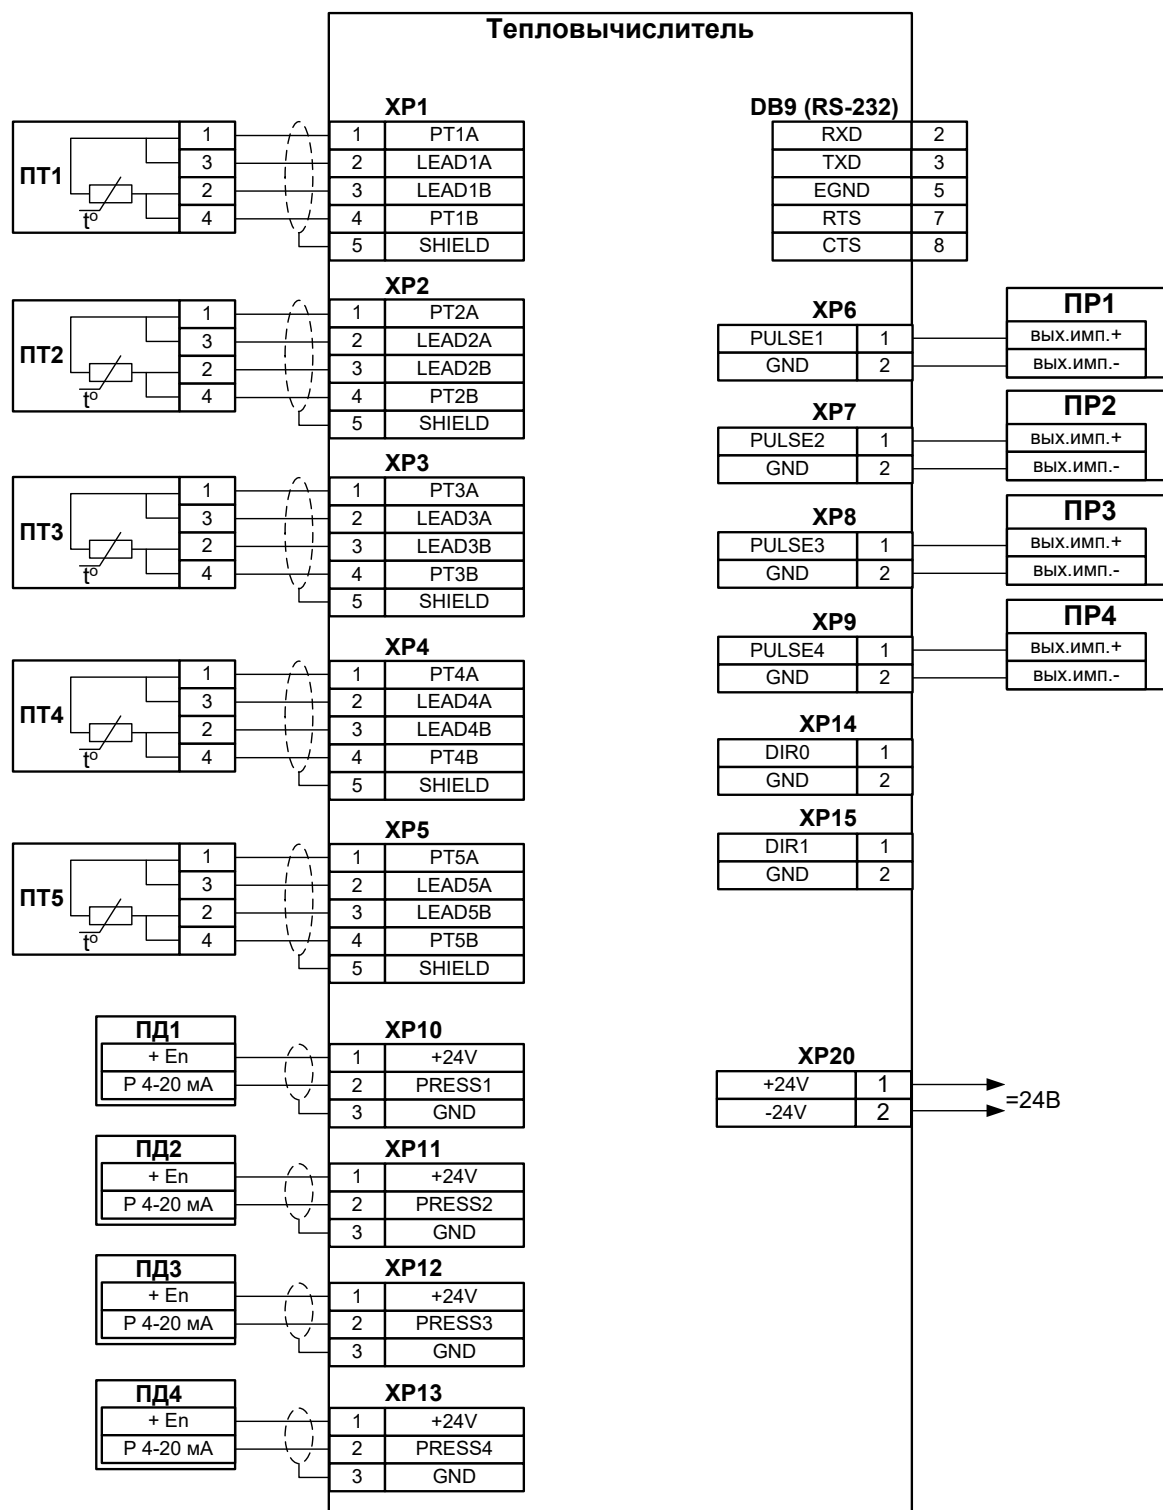 Тепловычислитель
XP1
ПТ1
1 1 PT1A
3 2 LEAD1A
2 3 LEAD1B
4 4 PT1B
5 SHIELD
tº
XP2
ПТ2
1 1 PT2A
3 2 LEAD2A
2 3 LEAD2B
4 4 PT2B
5 SHIELD
tº
XP3
ПТ3
1 1 PT3A
3 2 LEAD3A
2 3 LEAD3B
4 4 PT3B
5 SHIELD
tº
XP4
ПТ4
1 1 PT4A
3 2 LEAD4A
2 3 LEAD4B
4 4 PT4B
5 SHIELD
tº
XP5
ПТ5
1 1 PT5A
3 2 LEAD5A
2 3 LEAD5B
4 4 PT5B
5 SHIELD
tº
ПД1 XP10
+ En 1 +24V
P 4-20 мА 2 PRESS1
3 GND
ПД2 XP11
+ En 1 +24V
P 4-20 мА 2 PRESS2
3 GND
ПД3 XP12
+ En 1 +24V
P 4-20 мА 2 PRESS3
3 GND
ПД4 XP13
+ En 1 +24V
P 4-20 мА 2 PRESS4
3 GND
DB9 (RS-232)
RXD 2
TXD 3
EGND 5
RTS 7
CTS 8
XP6 ПР1
PULSE1 1 вых.имп.+
GND 2 вых.имп.-
XP7 ПР2
PULSE2 1 вых.имп.+
GND 2 вых.имп.-
XP8 ПР3
PULSE3 1 вых.имп.+
GND 2 вых.имп.-
XP9 ПР4
PULSE4 1 вых.имп.+
GND 2 вых.имп.-
XP14
DIR0 1
GND 2
XP15
DIR1 1
GND 2
XP20
+24V 1
-24V 2
=24В